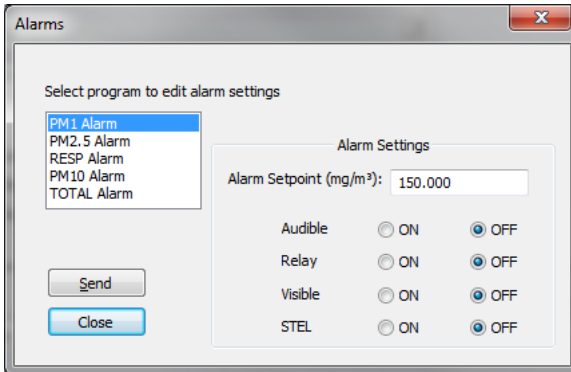 Alarms
Select program to edit alarm settings
PM1 Alarm
PM2.5 Alarm
RESP Alarm
PM10 Alarm
TOTAL Alarm
Alarm Settings
Alarm Setpoint (mg/m³): 150.000
Audible ON OFF
Relay ON OFF
Visible ON OFF
STEL ON OFF
Send
Close